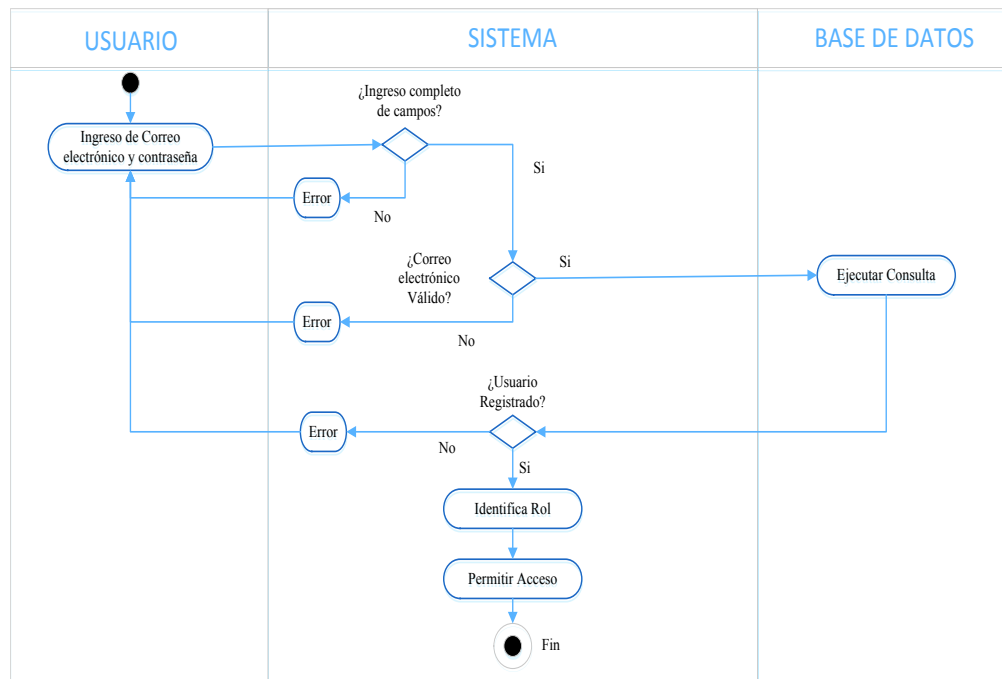 USUARIO
SISTEMA
BASE DE DATOS
¿Ingreso completo
de campos?
Ingreso de Correo
electrónico y contraseña
Si
Error
No
¿Correo
electrónico
Válido?
Si
Ejecutar Consulta
Error
No
¿Usuario
Registrado?
Error
No
Si
Identifica Rol
Permitir Acceso
Fin